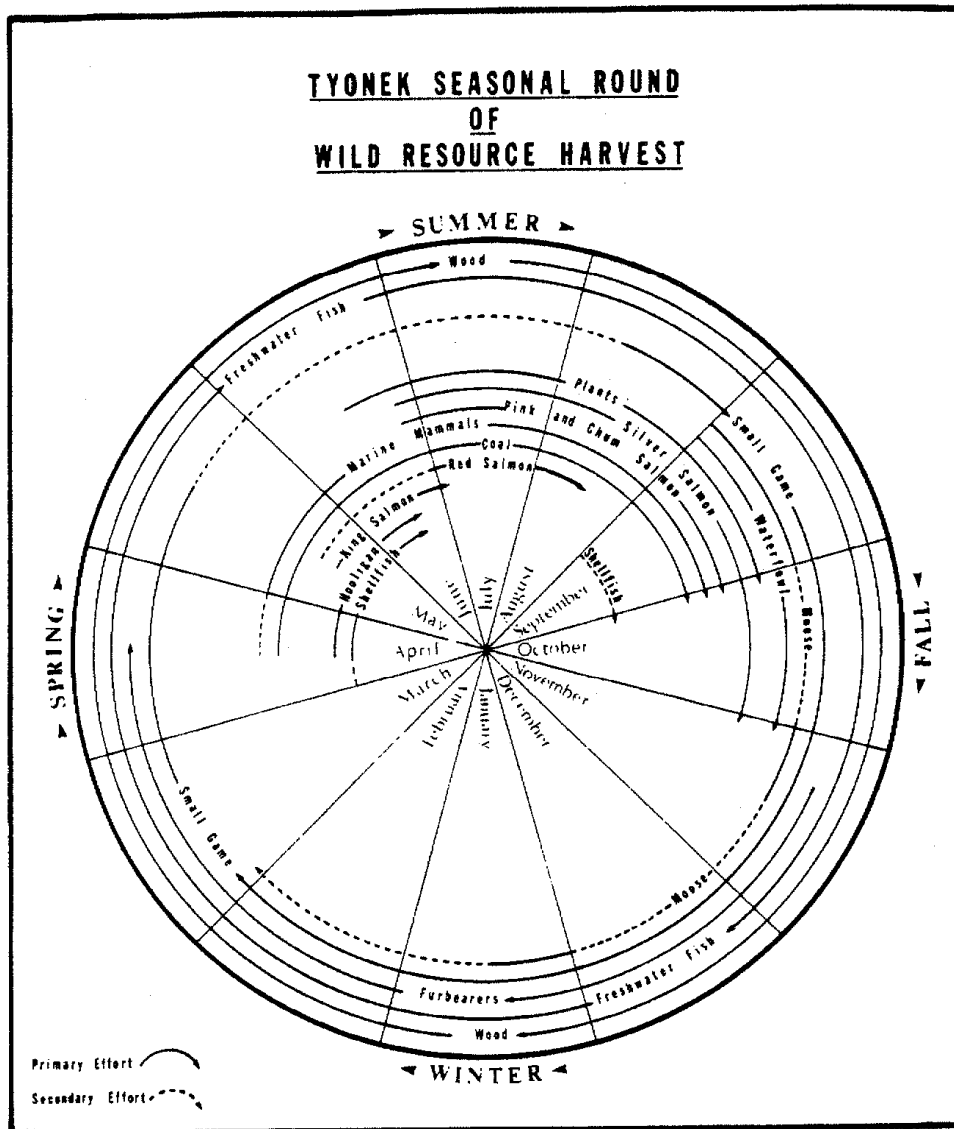 TYONEK SEASONAL ROUND
OF
WILD RESOURCE HARVEST
SUMMER
Wood
Freshwater Fish
Plants
Small Game
Silver Salmon
Pink and Chum Salmon
Marine Mammals
Coal
Red Salmon
King Salmon
Hooligan
Shellfish
Shellfish
Waterfowl
Moose
SPRING
FALL
June
July
August
May
September
April
October
March
November
February
January
December
Small Game
Moose
Freshwater Fish
Furbearers
Wood
WINTER
Primary Effort
Secondary Effort